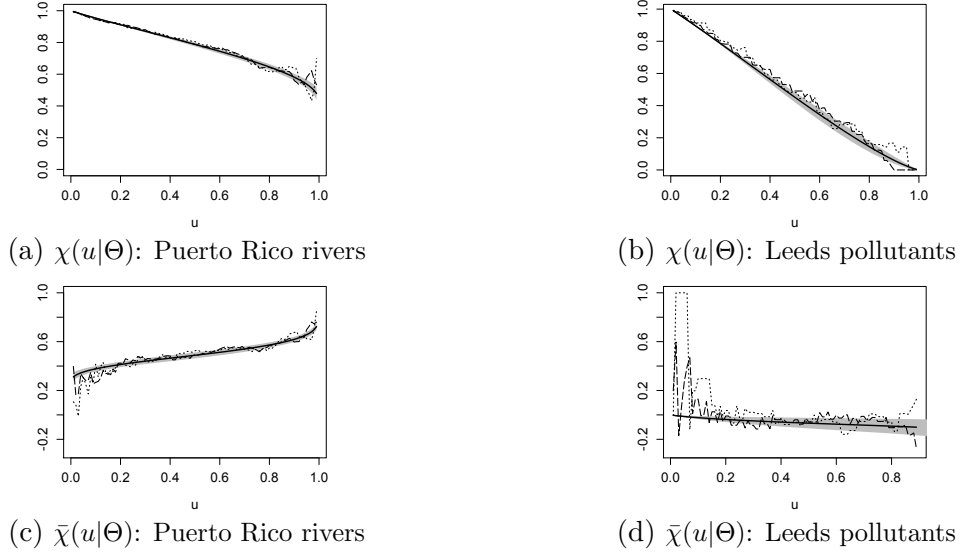 1.0
0.8
0.6
0.4
0.2
0.0
0.0 0.2 0.4 0.6 0.8 1.0
u
(a) χ(u|Θ): Puerto Rico rivers
1.0
0.8
0.6
0.4
0.2
0.0
0.0 0.2 0.4 0.6 0.8 1.0
u
(b) χ(u|Θ): Leeds pollutants
1.0
0.6
0.2
-0.2
0.0 0.2 0.4 0.6 0.8 1.0
u
(c) χ̄(u|Θ): Puerto Rico rivers
1.0
0.6
0.2
-0.2
0.0 0.2 0.4 0.6 0.8
u
(d) χ̄(u|Θ): Leeds pollutants